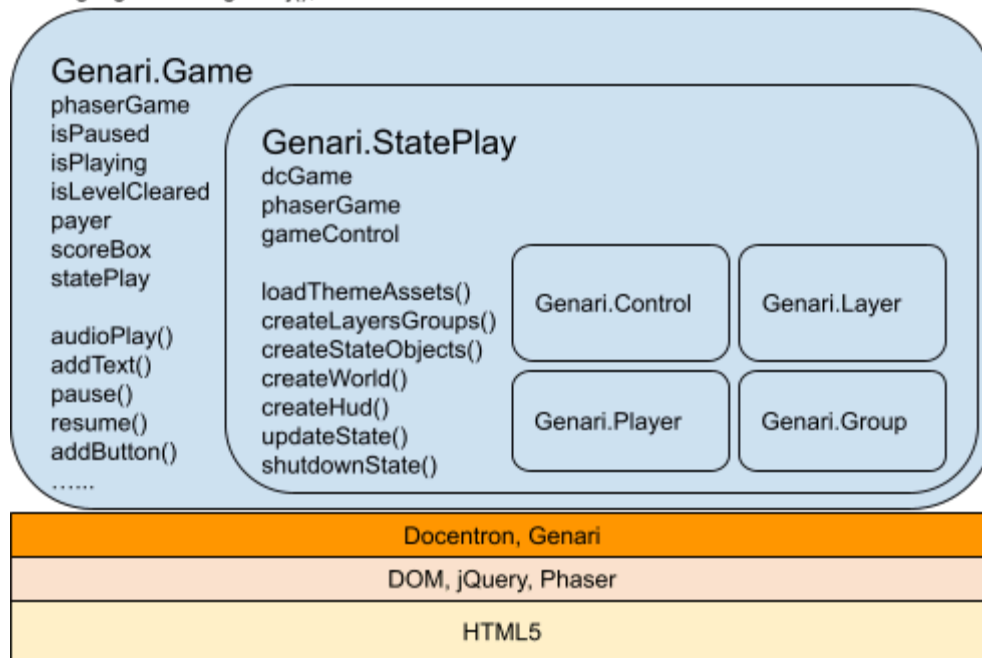 Genari.Game
phaserGame
isPaused
isPlaying
isLevelCleared
payer
scoreBox
statePlay
audioPlay()
addText()
pause()
resume()
addButton()
......
Genari.StatePlay
dcGame
phaserGame
gameControl
loadThemeAssets()
createLayersGroups()
createStateObjects()
createWorld()
createHud()
updateState()
shutdownState()
Genari.Control
Genari.Layer
Genari.Player
Genari.Group
Docentron, Genari
DOM, jQuery, Phaser
HTML5